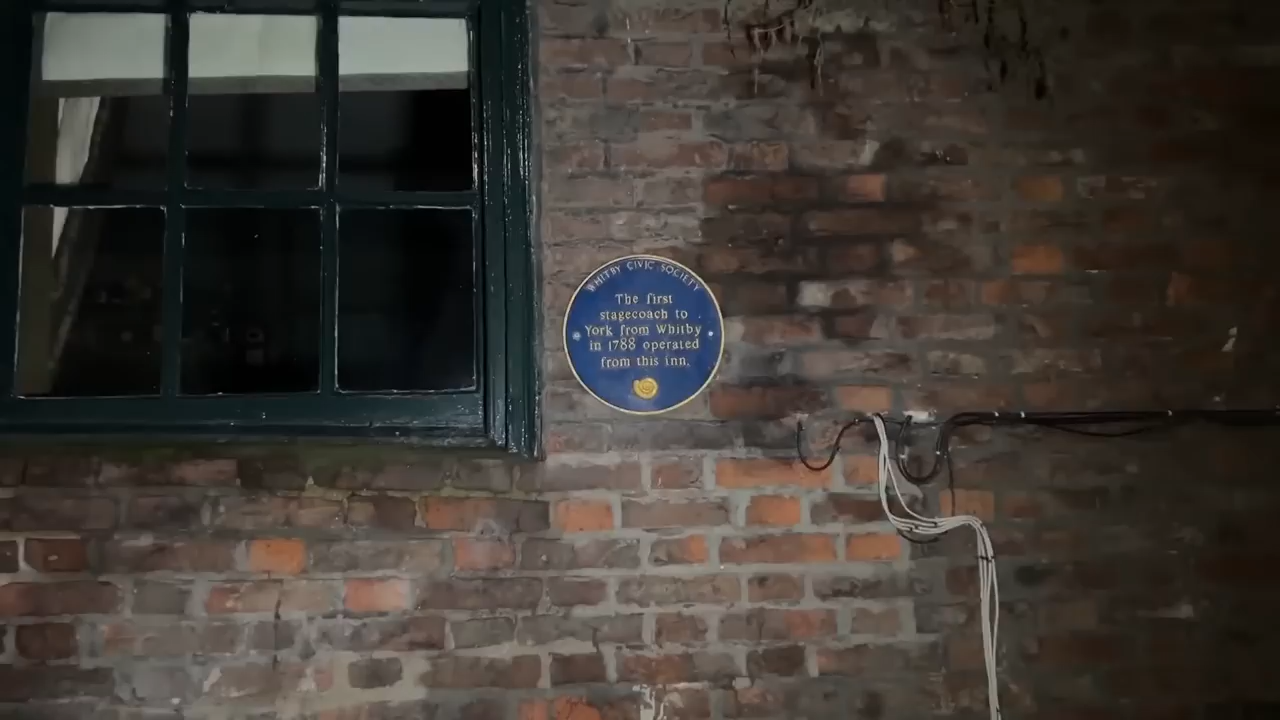 WHITBY CIVIC SOCIETY
The first
stagecoach to
York from Whitby
in 1788 operated
from this inn.